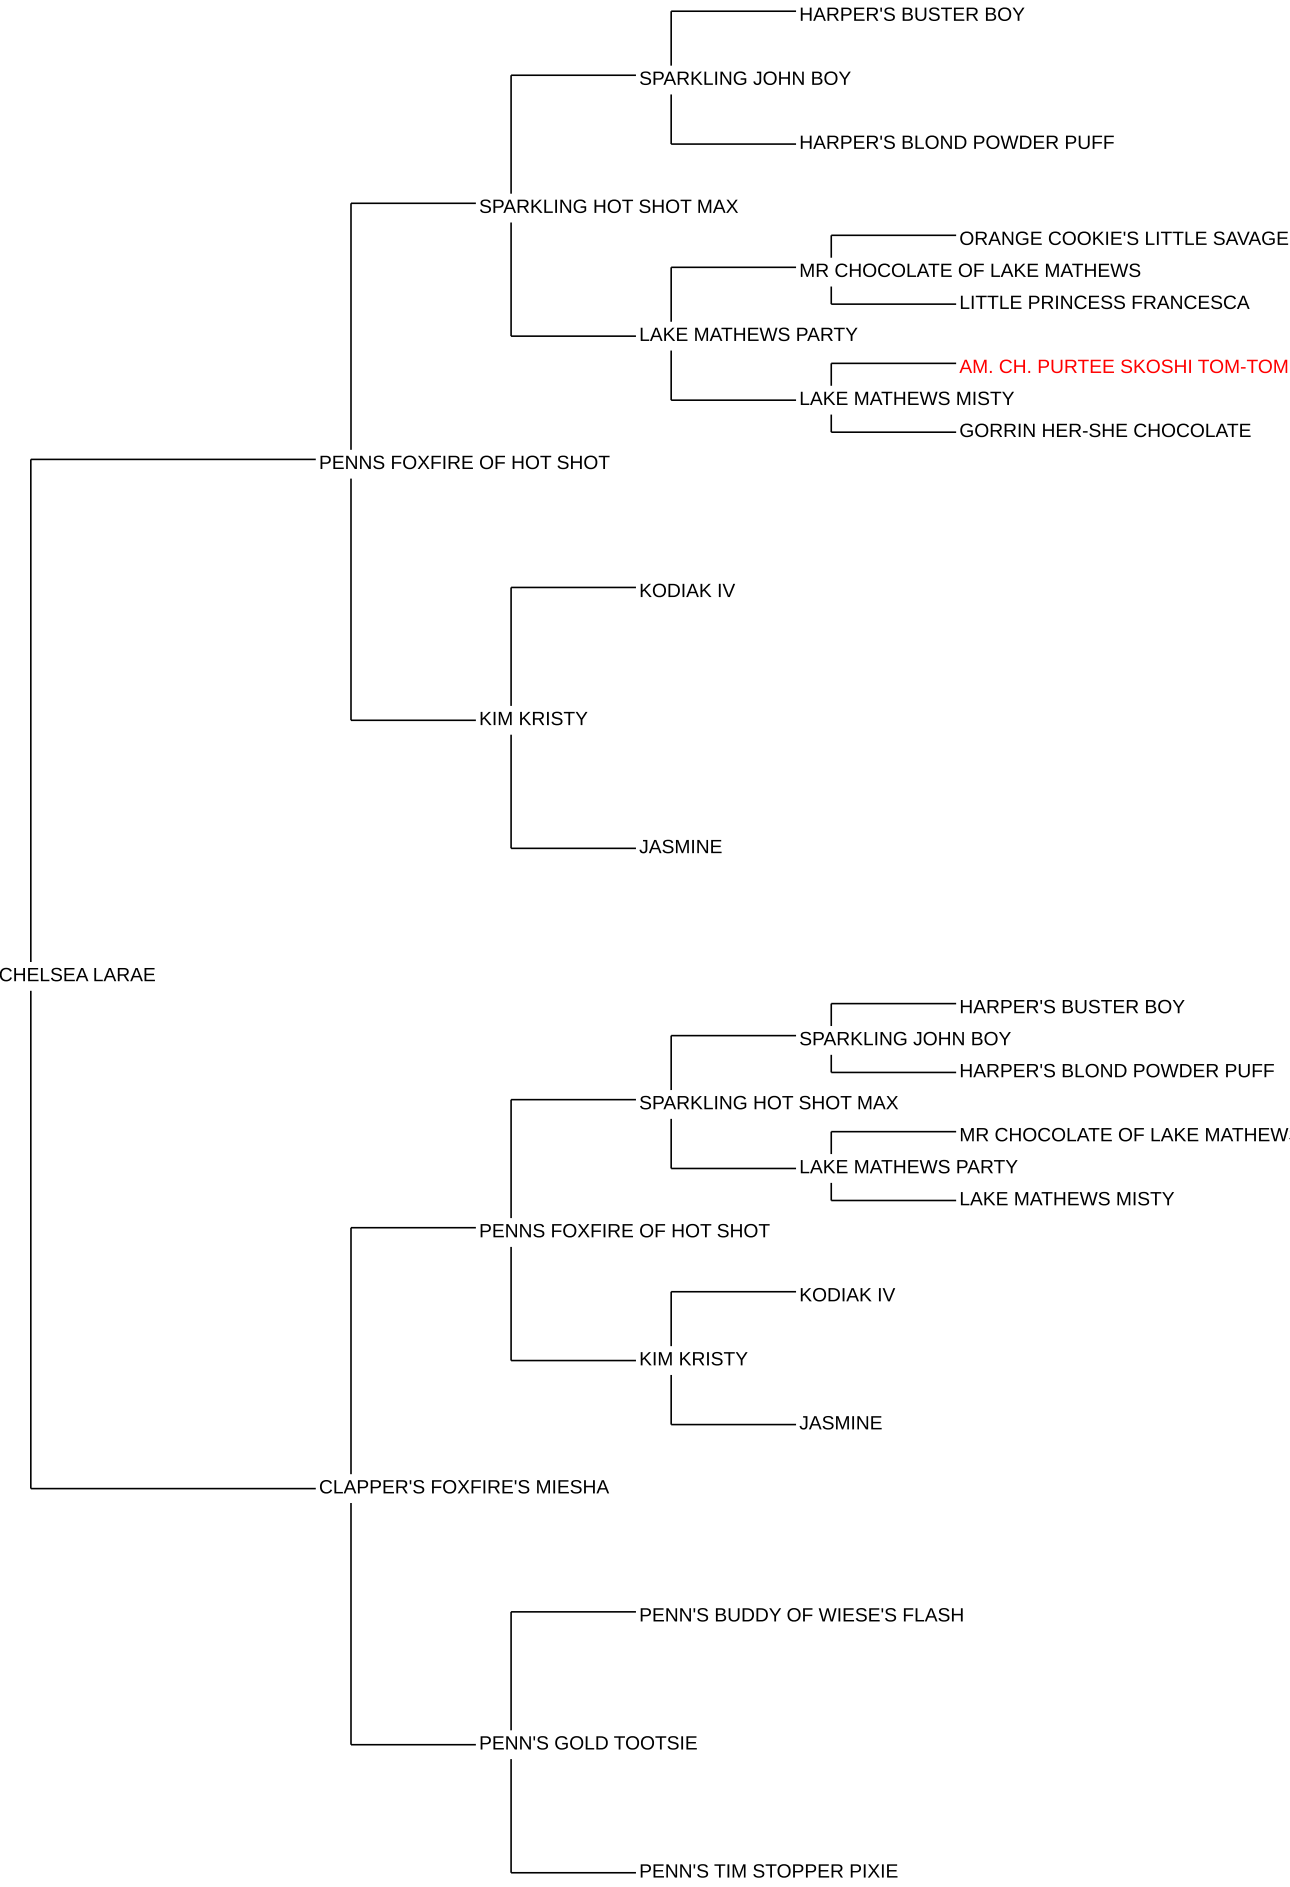 HARPER'S BUSTER BOY
SPARKLING JOHN BOY
HARPER'S BLOND POWDER PUFF
SPARKLING HOT SHOT MAX
ORANGE COOKIE'S LITTLE SAVAGE
MR CHOCOLATE OF LAKE MATHEWS
LITTLE PRINCESS FRANCESCA
LAKE MATHEWS PARTY
AM. CH. PURTEE SKOSHI TOM-TOM
LAKE MATHEWS MISTY
GORRIN HER-SHE CHOCOLATE
PENNS FOXFIRE OF HOT SHOT
KODIAK IV
KIM KRISTY
JASMINE
CHELSEA LARAE
HARPER'S BUSTER BOY
SPARKLING JOHN BOY
HARPER'S BLOND POWDER PUFF
SPARKLING HOT SHOT MAX
MR CHOCOLATE OF LAKE MATHEWS
LAKE MATHEWS PARTY
LAKE MATHEWS MISTY
PENNS FOXFIRE OF HOT SHOT
KODIAK IV
KIM KRISTY
JASMINE
CLAPPER'S FOXFIRE'S MIESHA
PENN'S BUDDY OF WIESE'S FLASH
PENN'S GOLD TOOTSIE
PENN'S TIM STOPPER PIXIE